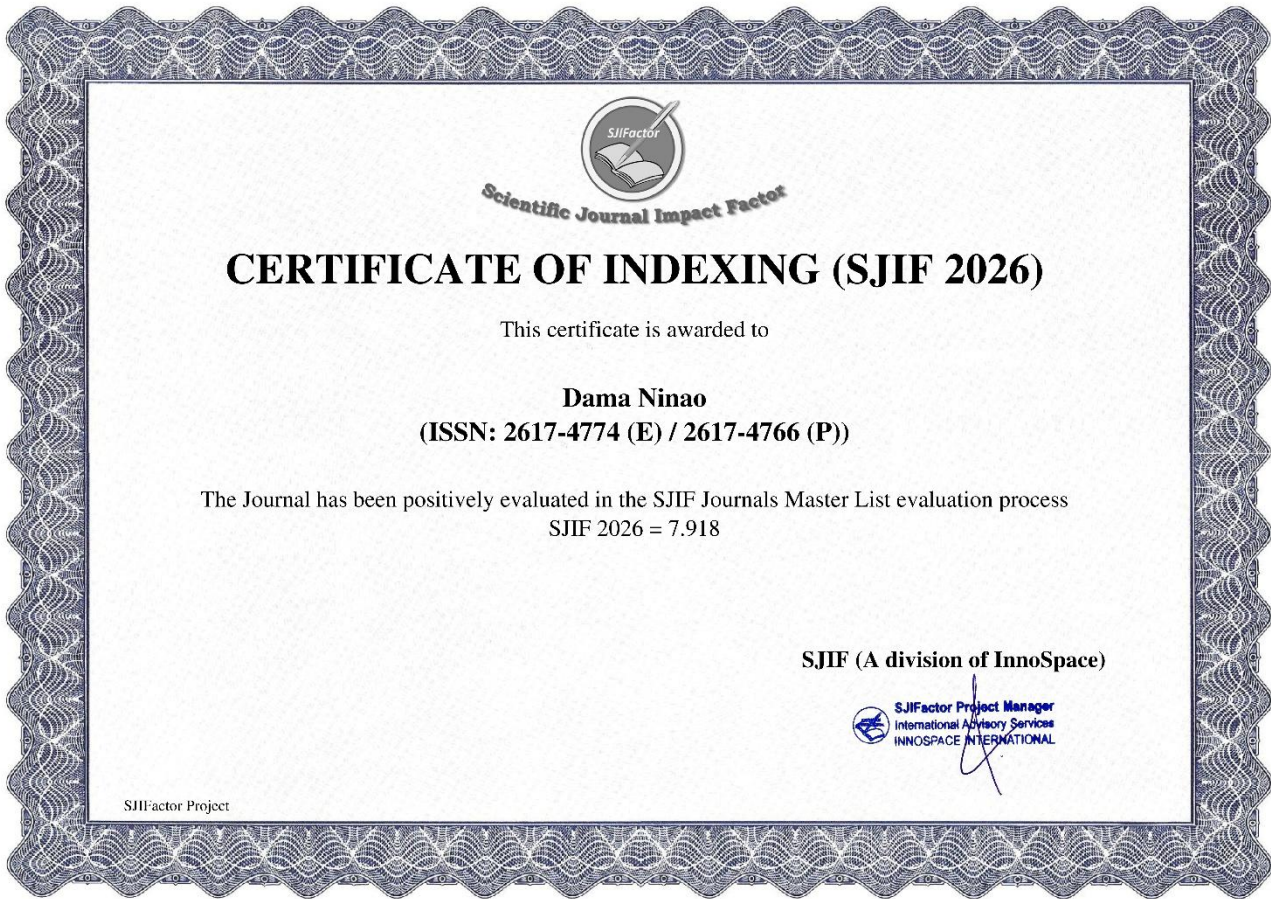 SJIFactor
Scientific Journal Impact Factor
CERTIFICATE OF INDEXING (SJIF 2026)
This certificate is awarded to
Dama Ninao
(ISSN: 2617-4774 (E) / 2617-4766 (P))
The Journal has been positively evaluated in the SJIF Journals Master List evaluation process
SJIF 2026 = 7.918
SJIF (A division of InnoSpace)
SJIFactor Project Manager
International Advisory Services
INNOSPACE INTERNATIONAL
SJIFactor Project